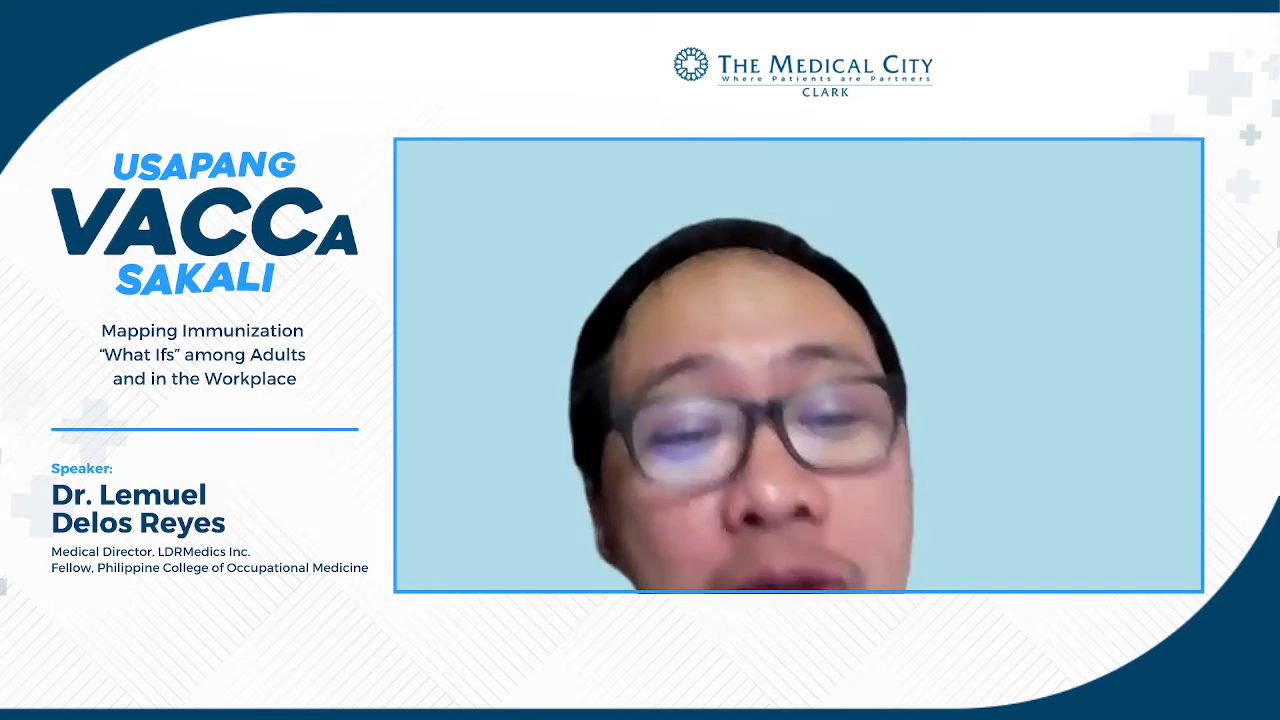 THE MEDICAL CITY
Where Patients are Partners
CLARK
USAPANG
VACCA
SAKALI
Mapping Immunization
“What Ifs” among Adults
and in the Workplace
Speaker:
Dr. Lemuel
Delos Reyes
Medical Director, LDRMedics Inc.
Fellow, Philippine College of Occupational Medicine